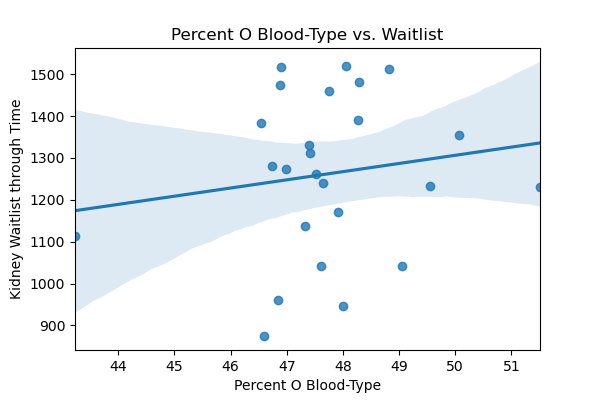 Percent O Blood-Type vs. Waitlist
Kidney Waitlist through Time
1500
1400
1300
1200
1100
1000
900
44 45 46 47 48 49 50 51
Percent O Blood-Type